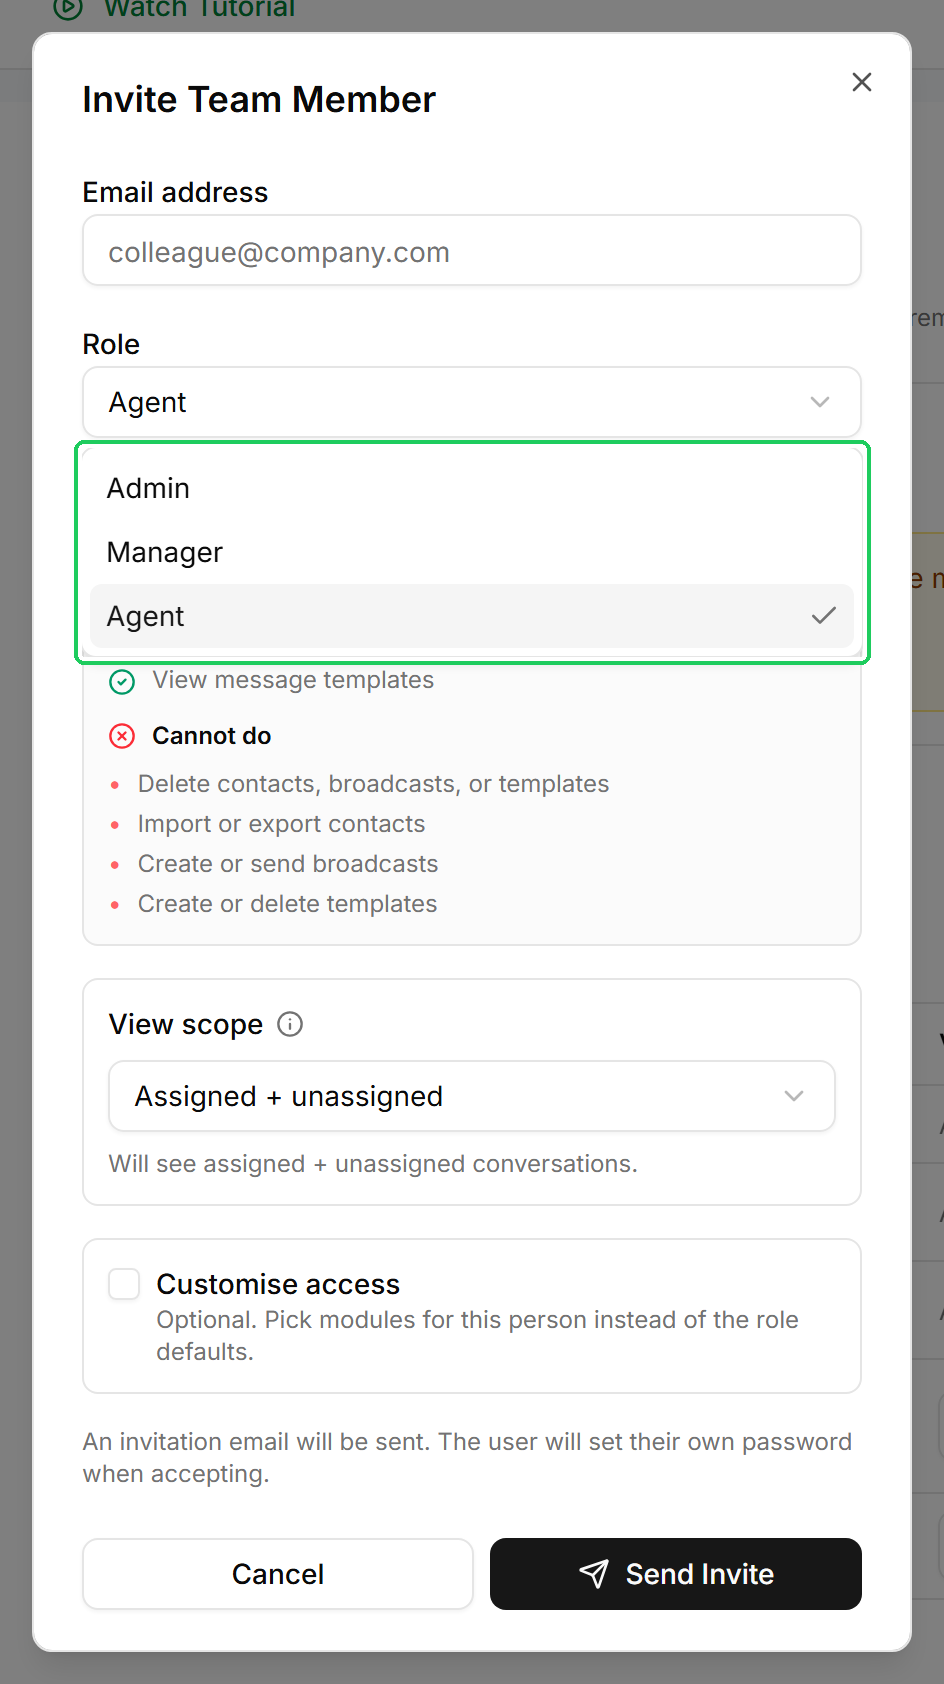 Watch Tutorial
Invite Team Member
Email address
colleague@company.com
Role
Agent
Admin
Manager
Agent
View message templates
Cannot do
Delete contacts, broadcasts, or templates
Import or export contacts
Create or send broadcasts
Create or delete templates
View scope
Assigned + unassigned
Will see assigned + unassigned conversations.
Customise access
Optional. Pick modules for this person instead of the role
defaults.
An invitation email will be sent. The user will set their own password
when accepting.
Cancel
Send Invite